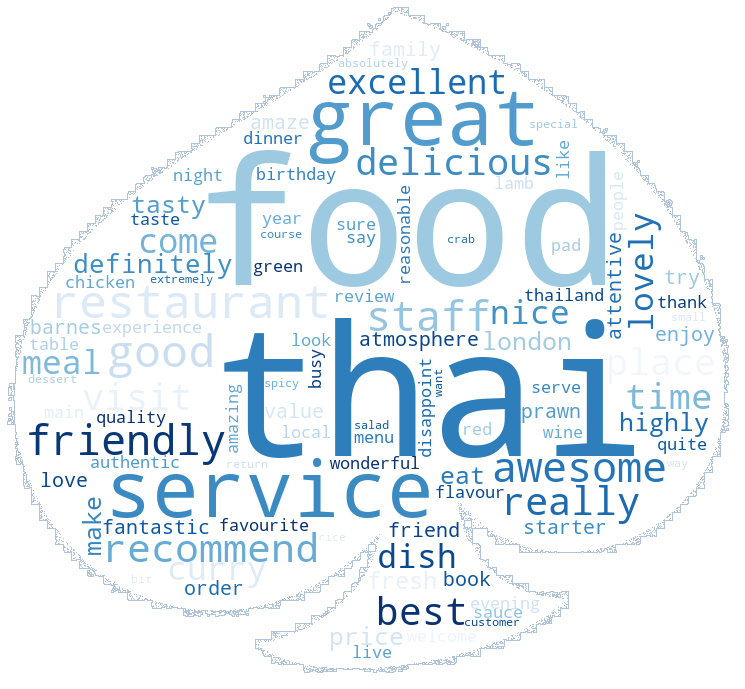 family
absolutely
excellent
great
special
amaze
dinner
delicious
like
night
birthday
lamb
people
food
tasty
taste
year
course
sure
say
reasonable
crab
pad
attentive
lovely
come
definitely
green
chicken
extremely
try
restaurant
review
thailand
thank
staff
nice
small
barnes
experience
table
good
look
atmosphere
london
enjoy
meal
busy
thai
place
dessert
visit
spicy
disappoint
want
serve
time
main
quality
amazing
value
local
salad
menu
red
prawn
wine
highly
friendly
quite
authentic
return
wonderful
eat
awesome
way
love
service
flavour
really
make
fantastic
favourite
friend
starter
recommend
rice
dish
curry
bit
order
fresh
book
best
evening
sauce
customer
price
welcome
live